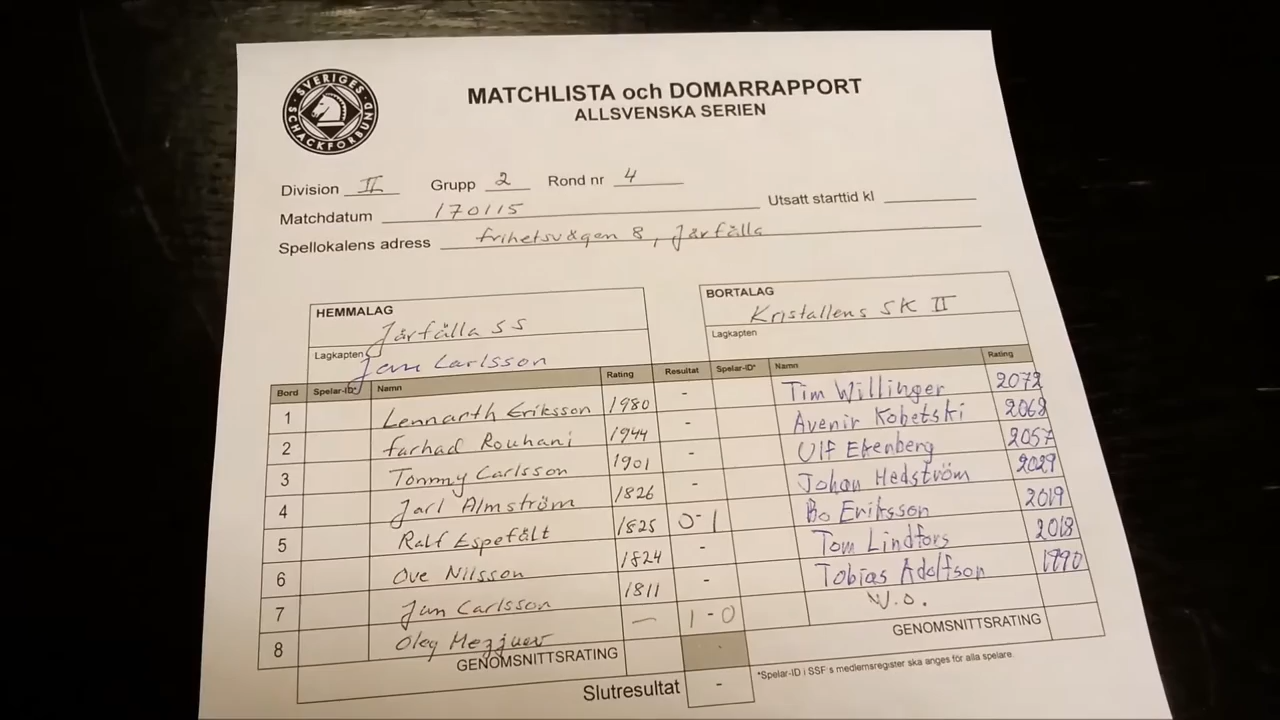 SVERIGES SCHACKFÖRBUND
MATCHLISTA och DOMARRAPPORT
ALLSVENSKA SERIEN
Division II Grupp 2 Rond nr 4
Matchdatum 170115 Utsatt starttid kl
Spellokalens adress frihetsvägen 8, Järfälla
HEMMALAG BORTALAG
Järfälla SS Kristallens SK II
Lagkapten Jan Carlsson Lagkapten
Bord Spelar-ID* Namn Rating Resultat Spelar-ID* Namn Rating
1 Lennarth Eriksson 1980 - Tim Willinger 2072
2 Farhad Rouhani 1944 - Avenir Kobetski 2062
3 Tommy Carlsson 1901 - Ulf Ekenberg 2057
4 Jarl Almström 1826 - Johan Hedström 2029
5 Ralf Espefält 1825 0-1 Bo Eriksson 2019
6 Ove Nilsson 1824 - Tom Lindfors 2018
7 Jan Carlsson 1811 - Tobias Adolfson 1990
8 Oleg Mezjuev — 1-0 W.o.
GENOMSNITTSRATING GENOMSNITTSRATING
Slutresultat -
*Spelar-ID i SSF's medlemsregister ska anges för alla spelare.